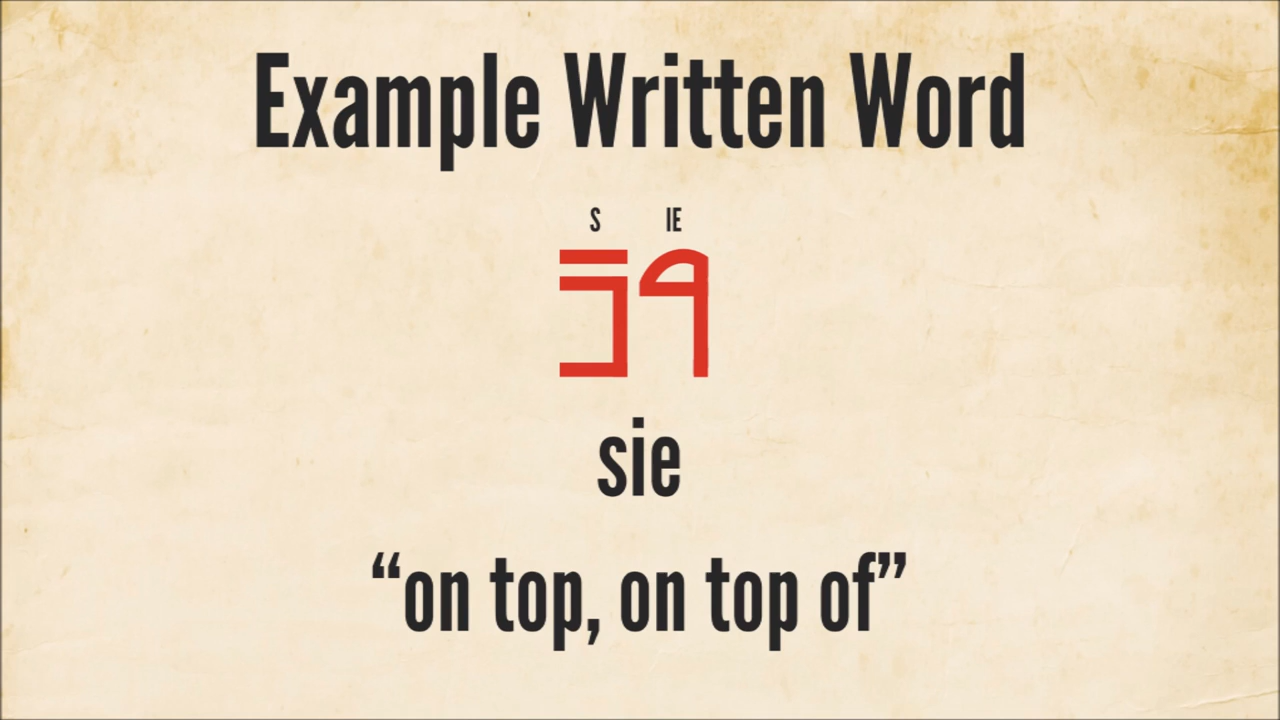 Example Written Word
S IE
sie
“on top, on top of”